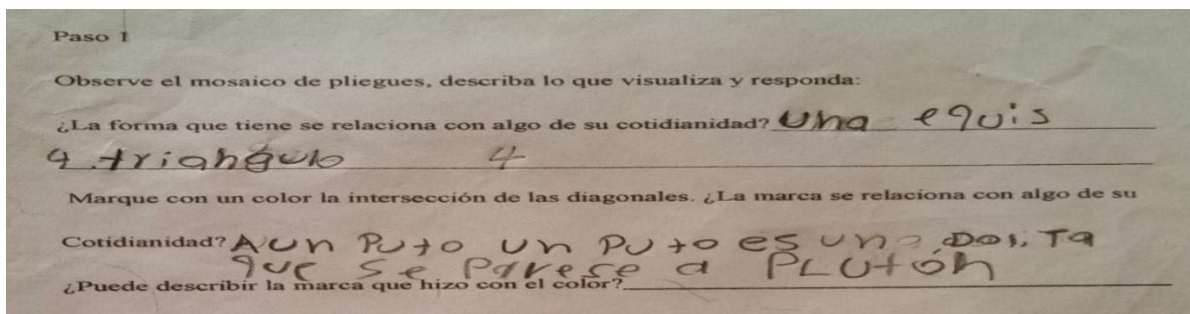 Paso 1
Observe el mosaico de pliegues, describa lo que visualiza y responda:
¿La forma que tiene se relaciona con algo de su cotidianidad? Una equis
4 triangulo 4
Marque con un color la intersección de las diagonales. ¿La marca se relaciona con algo de su
Cotidianidad? A un Puto un Puto es una
que se parece a PLUtón
¿Puede describir la marca que hizo con el color?